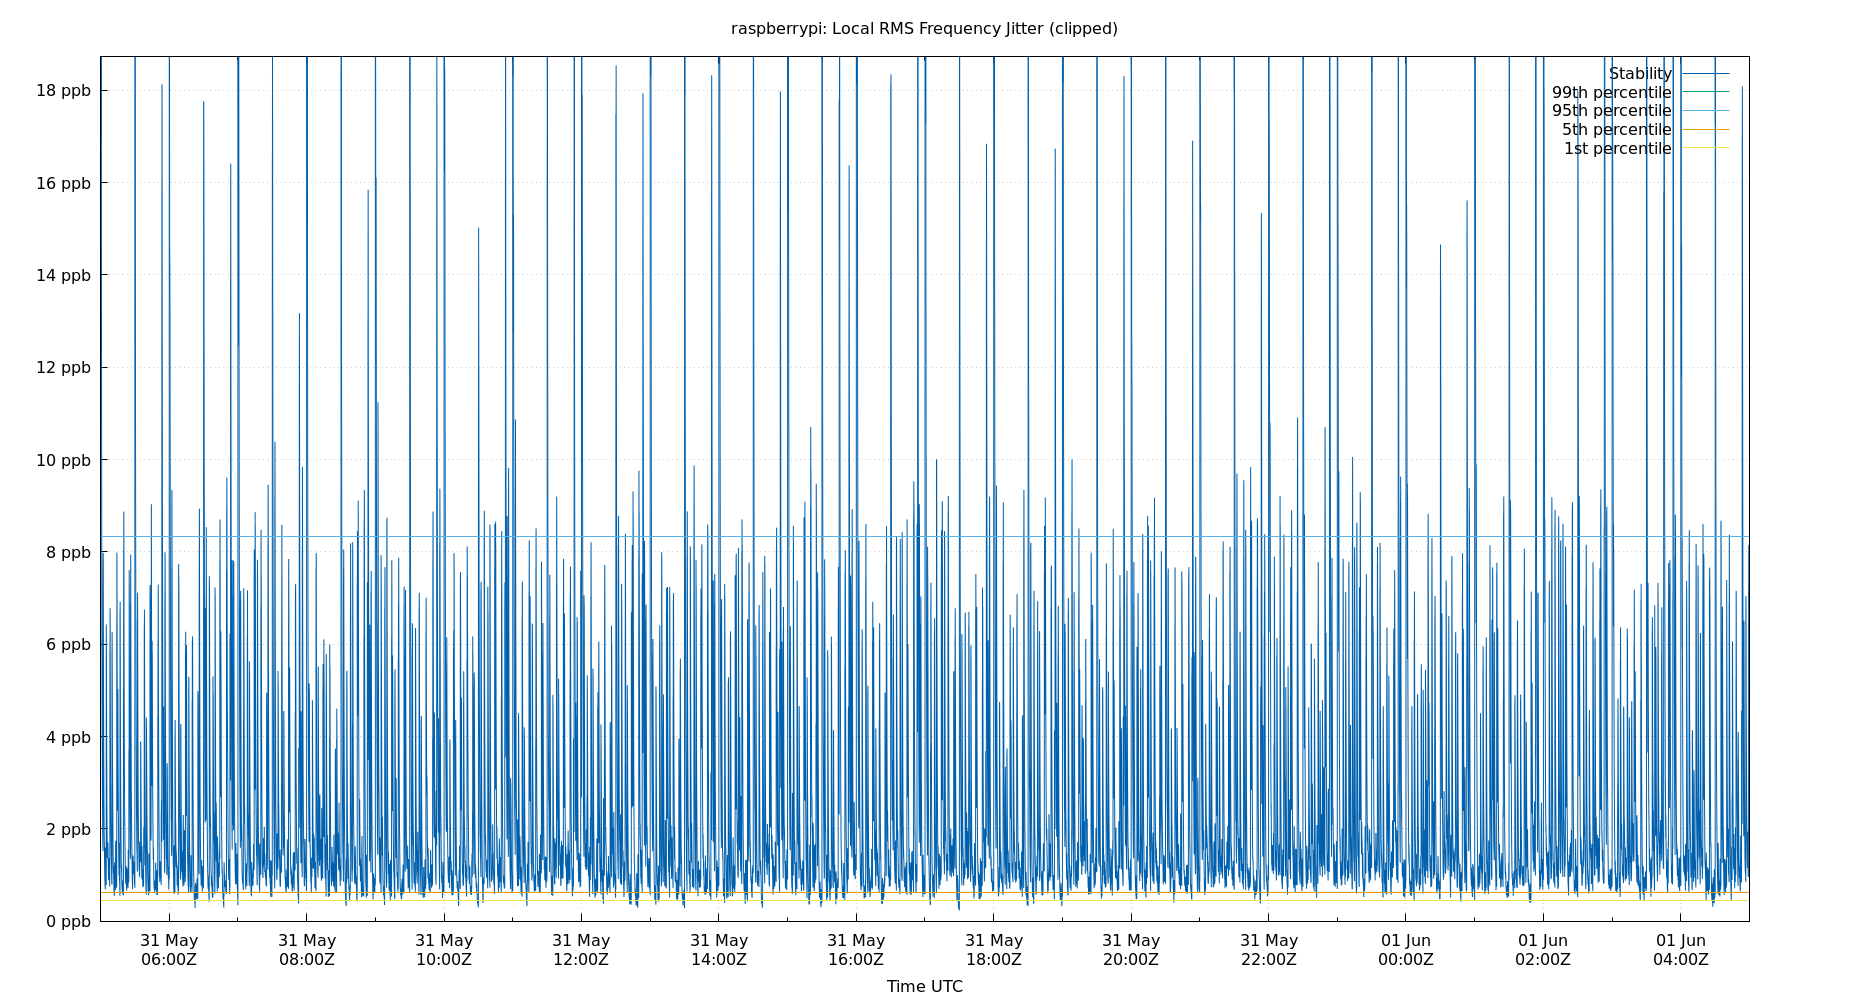 raspberrypi: Local RMS Frequency Jitter (clipped)
Stability
99th percentile
95th percentile
5th percentile
1st percentile
18 ppb
16 ppb
14 ppb
12 ppb
10 ppb
8 ppb
6 ppb
4 ppb
2 ppb
0 ppb
31 May 31 May 31 May 31 May 31 May 31 May 31 May 31 May 31 May 01 Jun 01 Jun 01 Jun
06:00Z 08:00Z 10:00Z 12:00Z 14:00Z 16:00Z 18:00Z 20:00Z 22:00Z 00:00Z 02:00Z 04:00Z
Time UTC